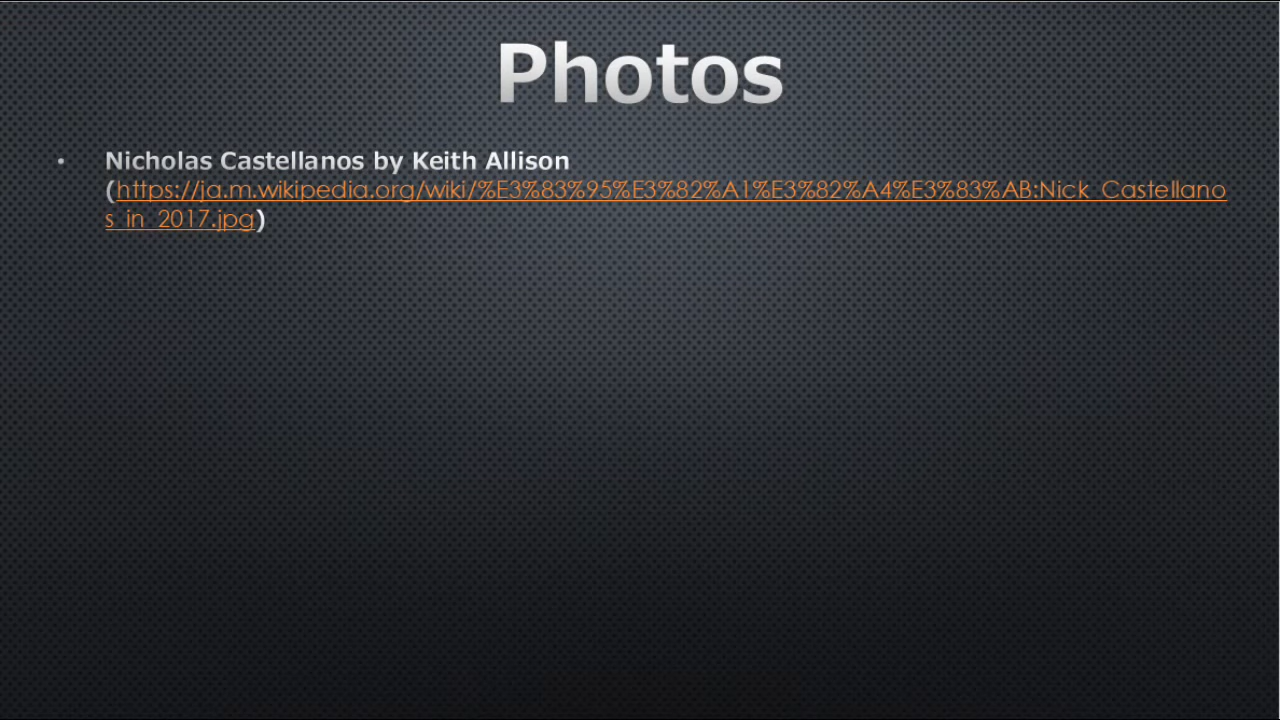 Photos
• Nicholas Castellanos by Keith Allison
(https://ja.m.wikipedia.org/wiki/%E3%83%95%E3%82%A1%E3%82%A4%E3%83%AB:Nick_Castellano
s_in_2017.jpg)